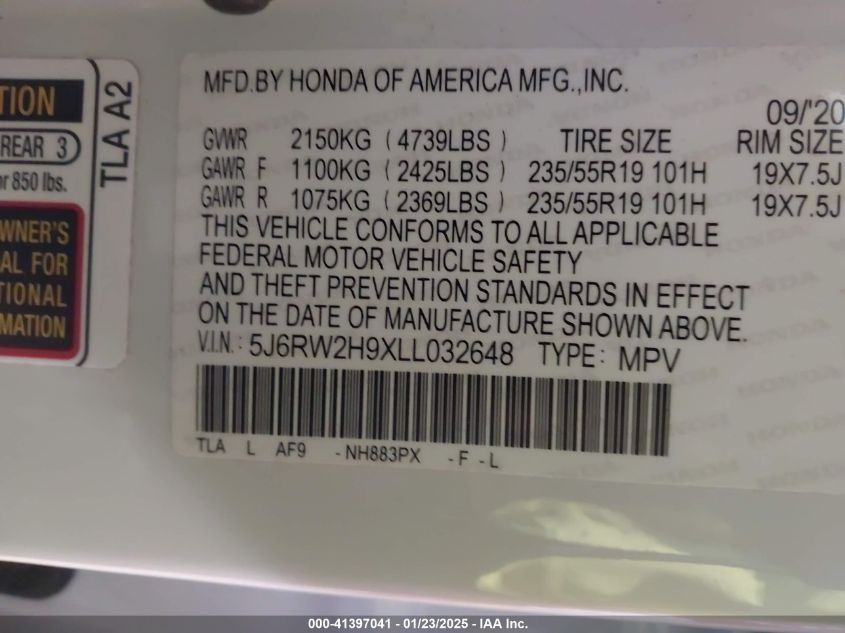 TION
REAR 3
or 850 lbs.
WNER'S
AL FOR
TIONAL
MATION
TLA A2
MFD.BY HONDA OF AMERICA MFG.,INC.
09/'20
GVWR 2150KG (4739LBS) TIRE SIZE RIM SIZE
GAWR F 1100KG (2425LBS) 235/55R19 101H 19X7.5J
GAWR R 1075KG (2369LBS) 235/55R19 101H 19X7.5J
THIS VEHICLE CONFORMS TO ALL APPLICABLE
FEDERAL MOTOR VEHICLE SAFETY
AND THEFT PREVENTION STANDARDS IN EFFECT
ON THE DATE OF MANUFACTURE SHOWN ABOVE.
V.I.N.: 5J6RW2H9XLL032648 TYPE: MPV
TLA L AF9 -NH883PX -F -L
000-41397041 / 01/23/2025 - IAA Inc.